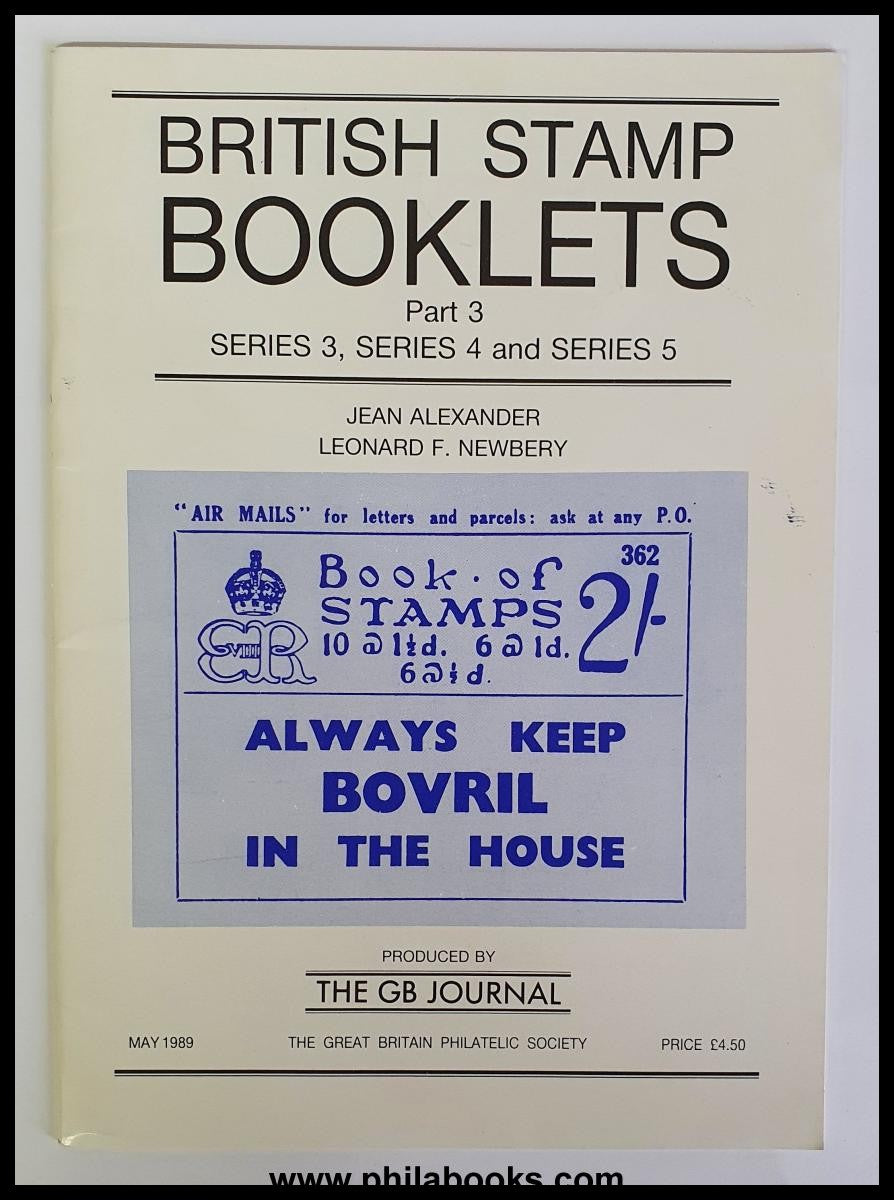 BRITISH STAMP
BOOKLETS
Part 3
SERIES 3, SERIES 4 and SERIES 5
JEAN ALEXANDER
LEONARD F. NEWBERY
"AIR MAILS" for letters and parcels: ask at any P.O.
362
Book·of
STAMPS
2/-
EVIIIR
10 @ 1½d. 6 @ 1d.
6 @ ½d.
ALWAYS KEEP
BOVRIL
IN THE HOUSE
PRODUCED BY
THE GB JOURNAL
MAY 1989 THE GREAT BRITAIN PHILATELIC SOCIETY PRICE £4.50
www.philabooks.com